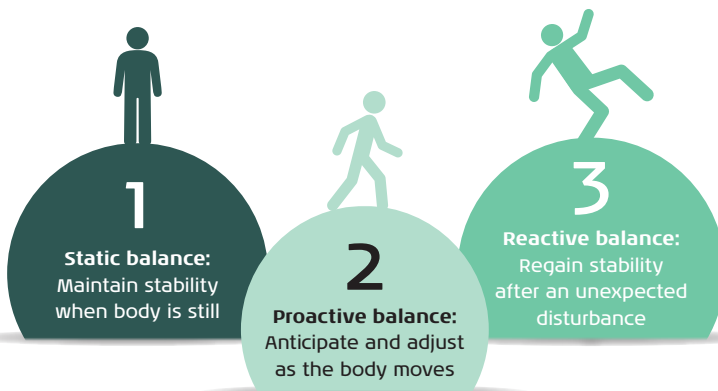 1
Static balance:
Maintain stability
when body is still
2
Proactive balance:
Anticipate and adjust
as the body moves
3
Reactive balance:
Regain stability
after an unexpected
disturbance